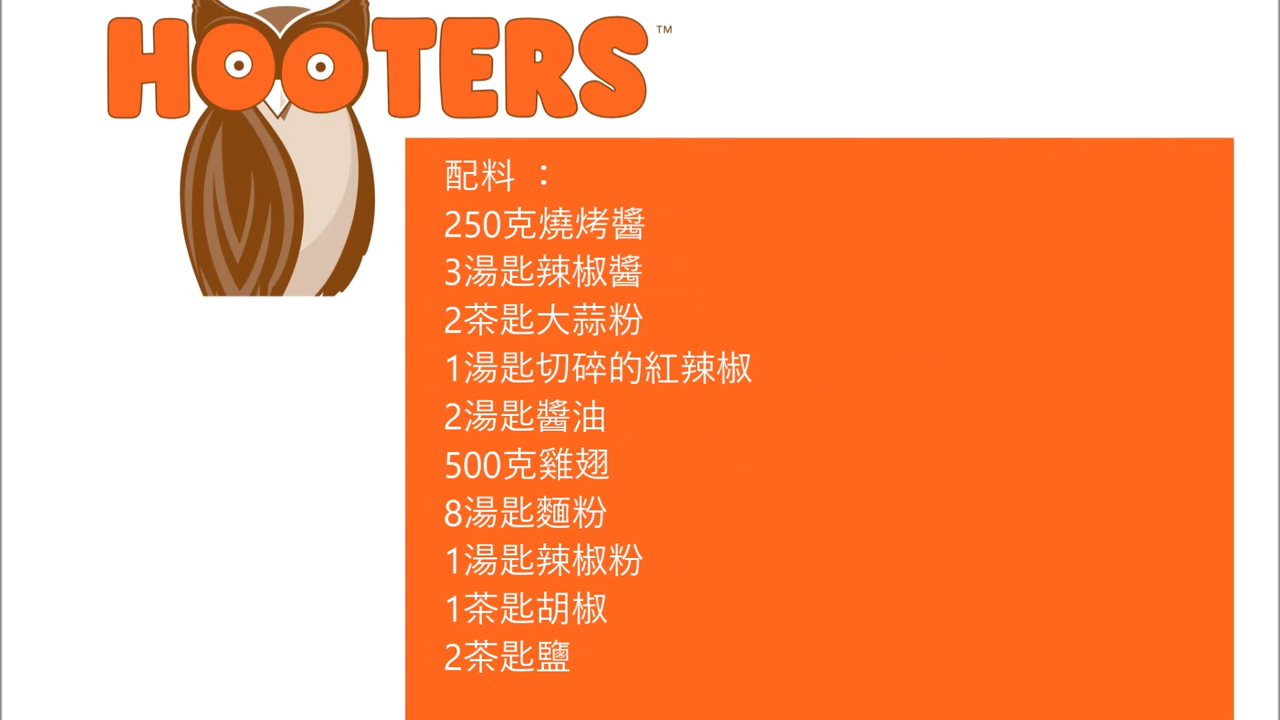 HOOTERS™
配料 ：
250克燒烤醬
3湯匙辣椒醬
2茶匙大蒜粉
1湯匙切碎的紅辣椒
2湯匙醬油
500克雞翅
8湯匙麵粉
1湯匙辣椒粉
1茶匙胡椒
2茶匙鹽